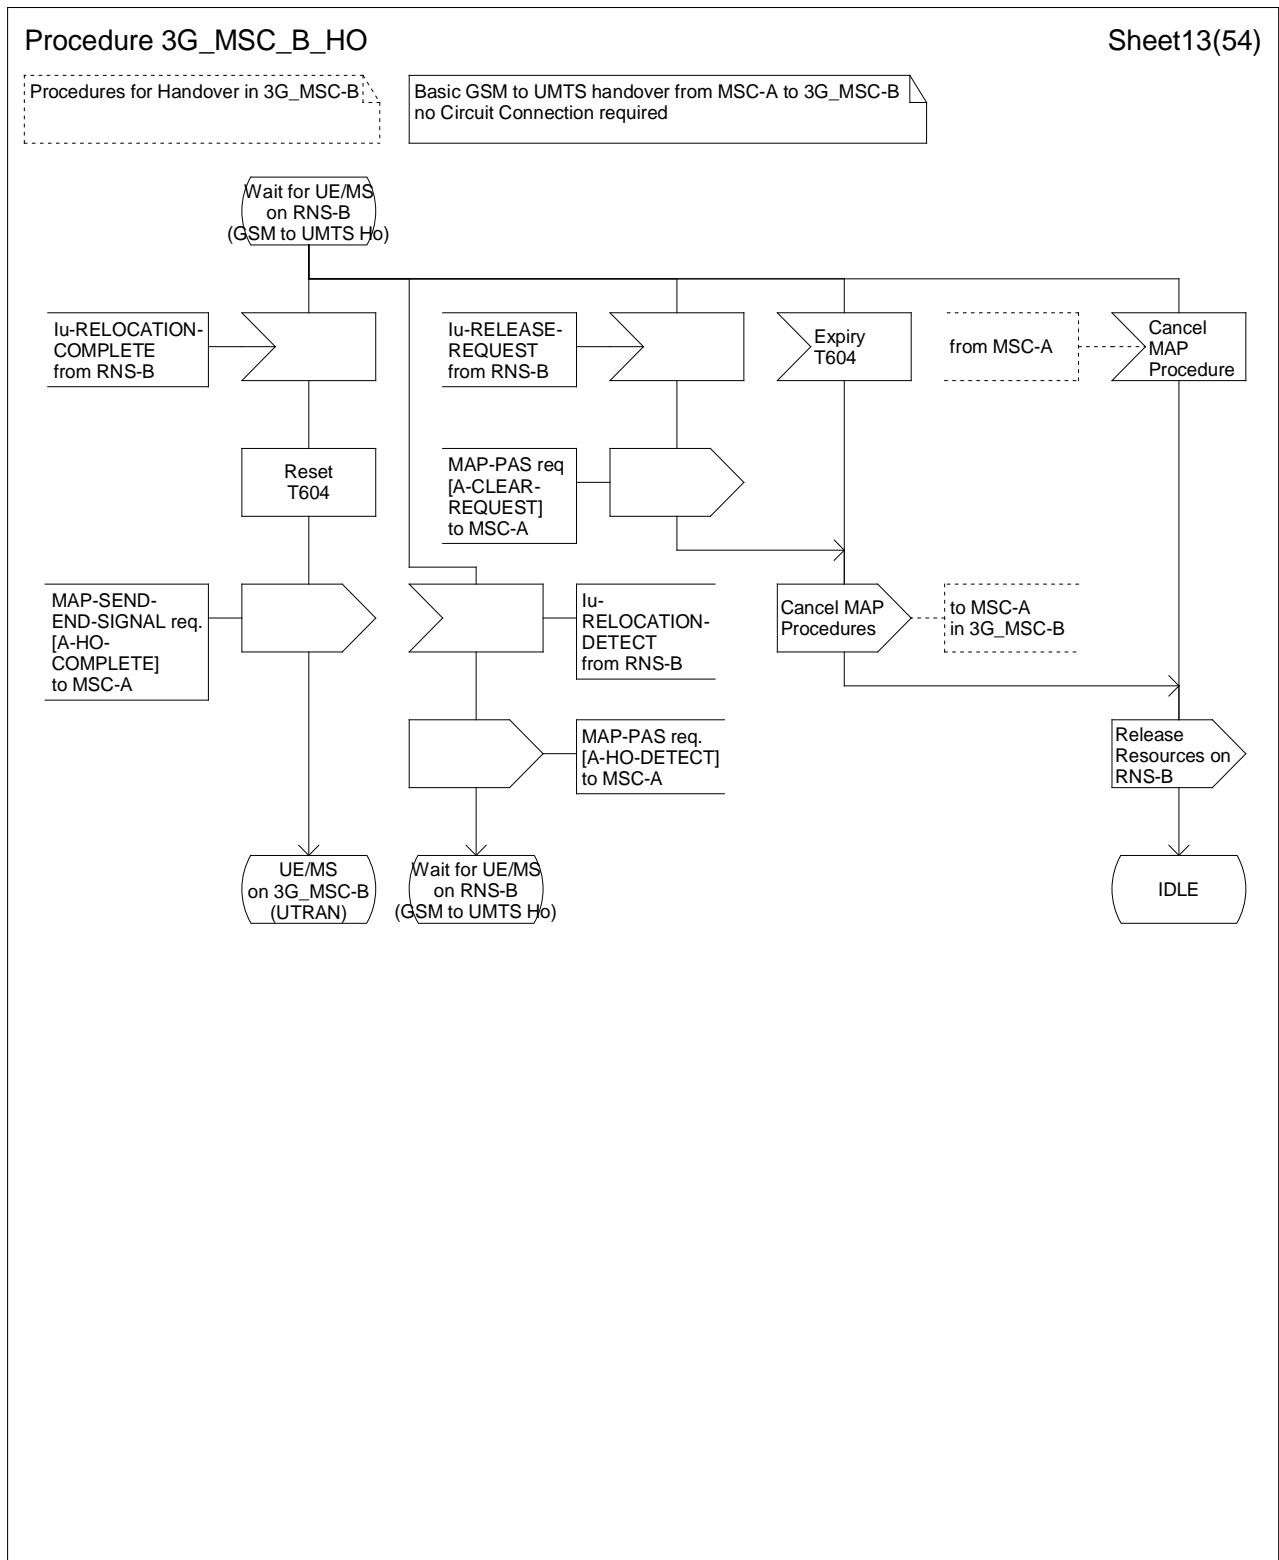 Procedure 3G_MSC_B_HO
Sheet13(54)
Procedures for Handover in 3G_MSC-B
Basic GSM to UMTS handover from MSC-A to 3G_MSC-B
no Circuit Connection required
Wait for UE/MS
on RNS-B
(GSM to UMTS Ho)
Iu-RELOCATION-
COMPLETE
from RNS-B
Iu-RELEASE-
REQUEST
from RNS-B
Expiry
T604
from MSC-A
Cancel
MAP
Procedure
Reset
T604
MAP-PAS req
[A-CLEAR-
REQUEST]
to MSC-A
MAP-SEND-
END-SIGNAL req.
[A-HO-
COMPLETE]
to MSC-A
Iu-
RELOCATION-
DETECT
from RNS-B
Cancel MAP
Procedures
to MSC-A
in 3G_MSC-B
MAP-PAS req.
[A-HO-DETECT]
to MSC-A
Release
Resources on
RNS-B
UE/MS
on 3G_MSC-B
(UTRAN)
Wait for UE/MS
on RNS-B
(GSM to UMTS Ho)
IDLE